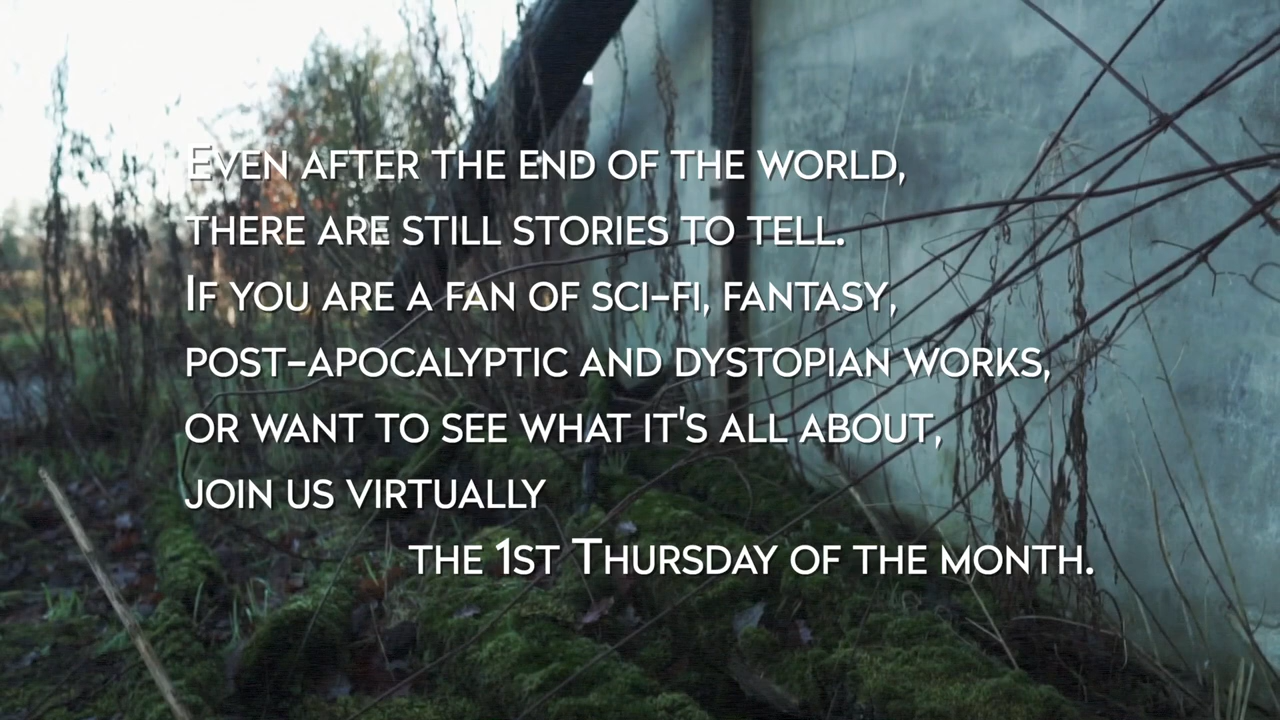 Even after the end of the world,
there are still stories to tell.
If you are a fan of sci-fi, fantasy,
post-apocalyptic and dystopian works,
or want to see what it's all about,
join us virtually
the 1st Thursday of the month.